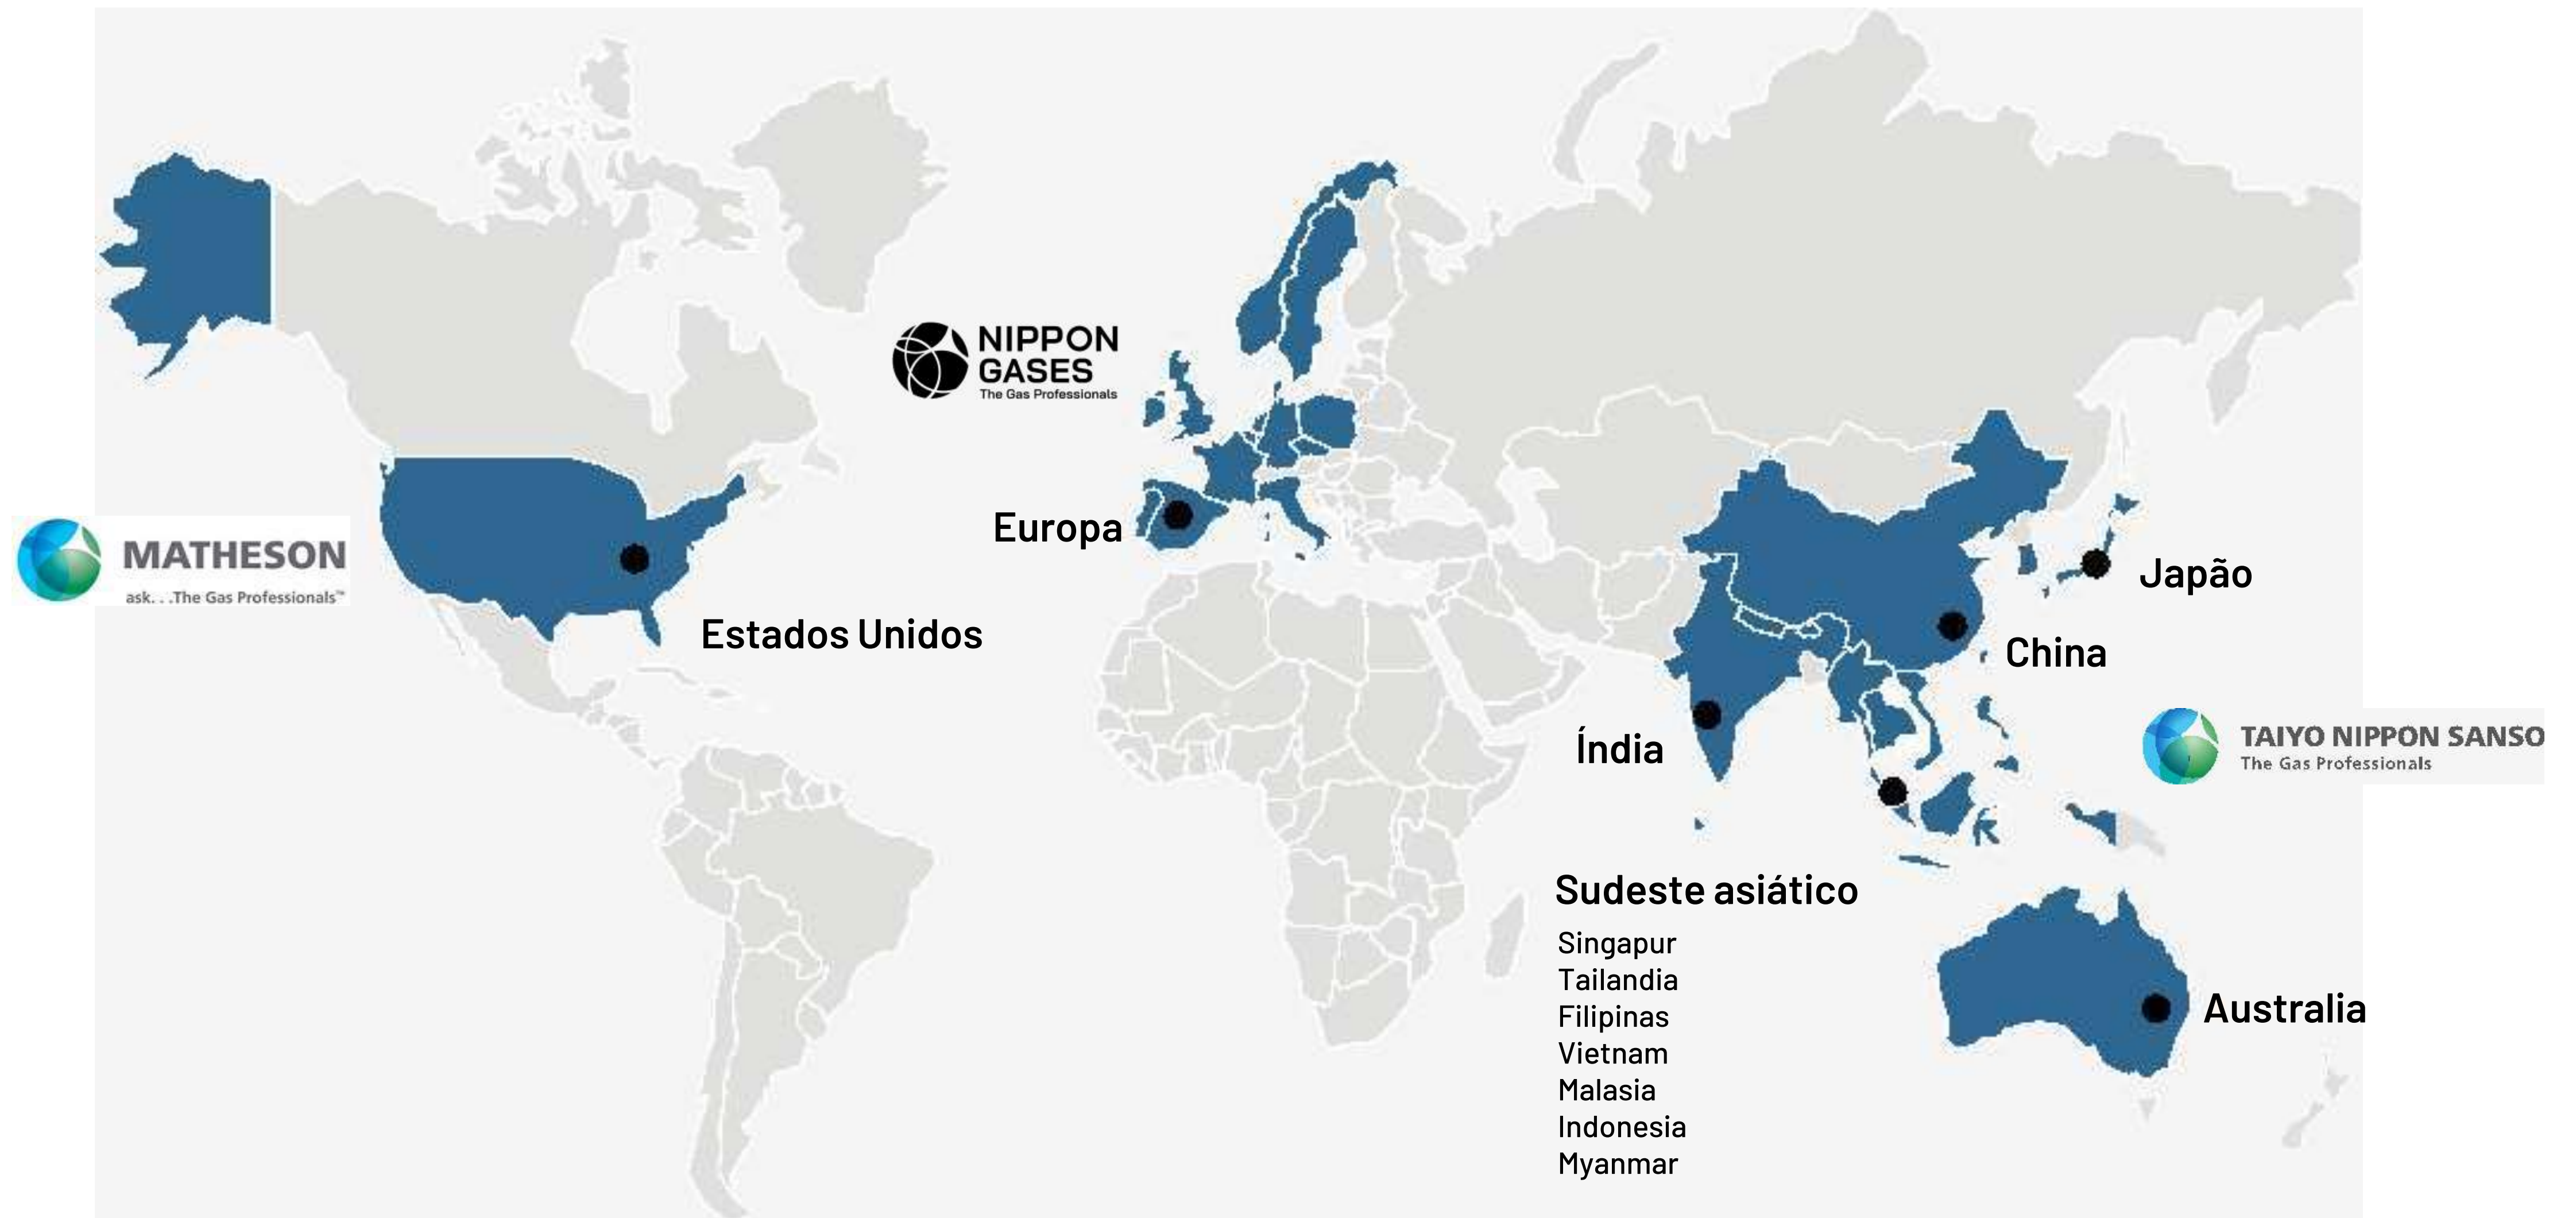 NIPPON
GASES
The Gas Professionals
Europa
MATHESON
ask. . .The Gas Professionals™
Estados Unidos
Japão
China
Índia
TAIYO NIPPON SANSO
The Gas Professionals
Sudeste asiático
Singapur
Tailandia
Filipinas
Vietnam
Malasia
Indonesia
Myanmar
Australia